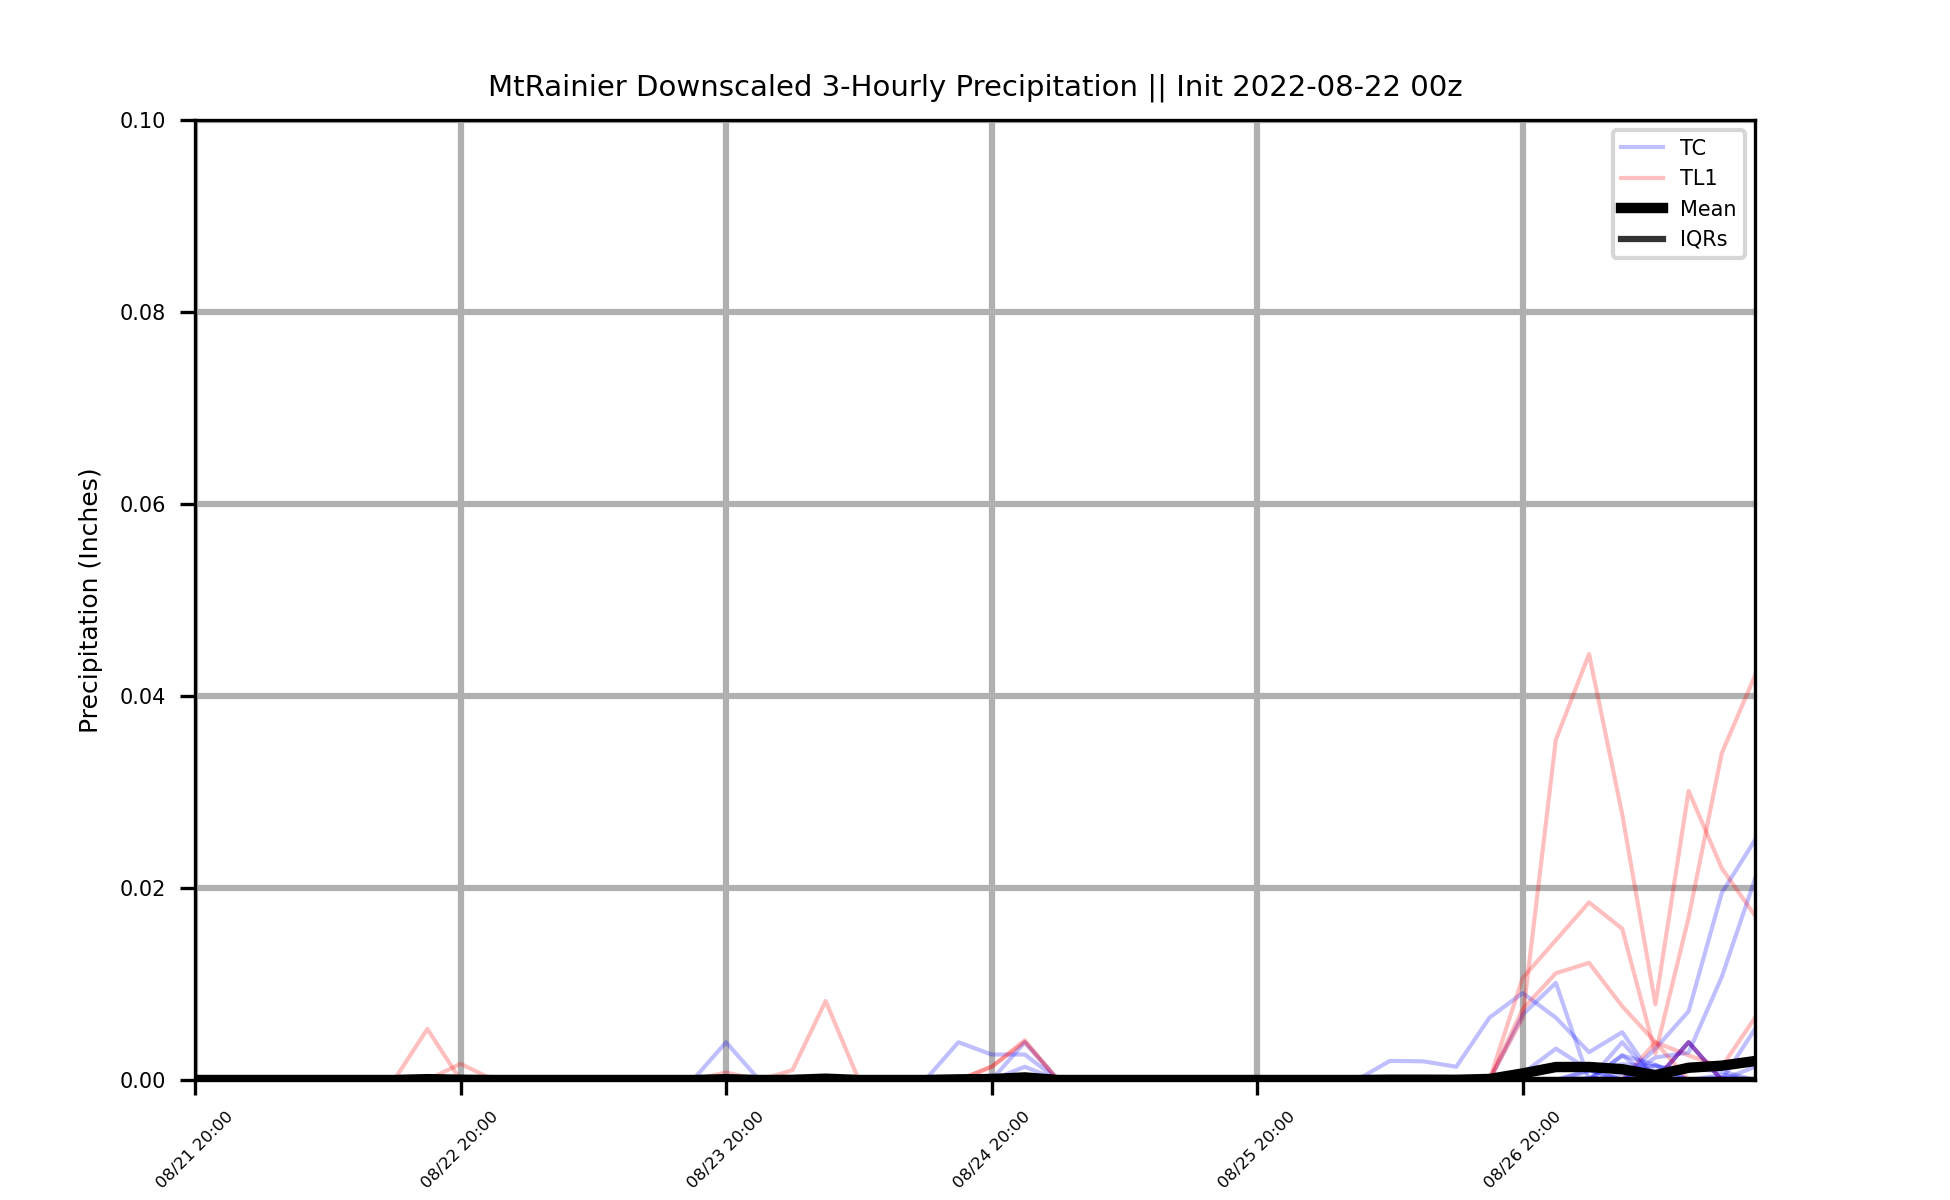 MtRainier Downscaled 3-Hourly Precipitation || Init 2022-08-22 00z
0.10
0.08
0.06
0.04
0.02
0.00
Precipitation (Inches)
TC
TL1
Mean
IQRs
08/21 20:00
08/22 20:00
08/23 20:00
08/24 20:00
08/25 20:00
08/26 20:00